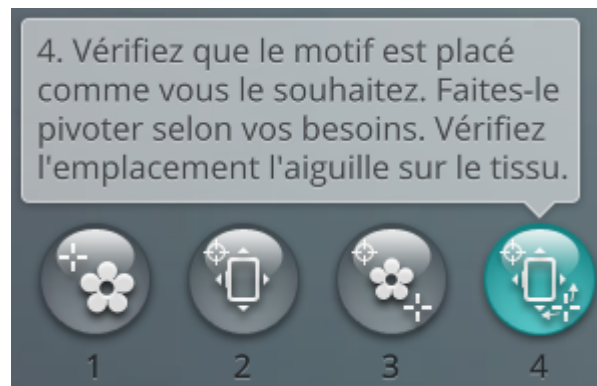 4. Vérifiez que le motif est placé
comme vous le souhaitez. Faites-le
pivoter selon vos besoins. Vérifiez
l'emplacement l'aiguille sur le tissu.
1 2 3 4